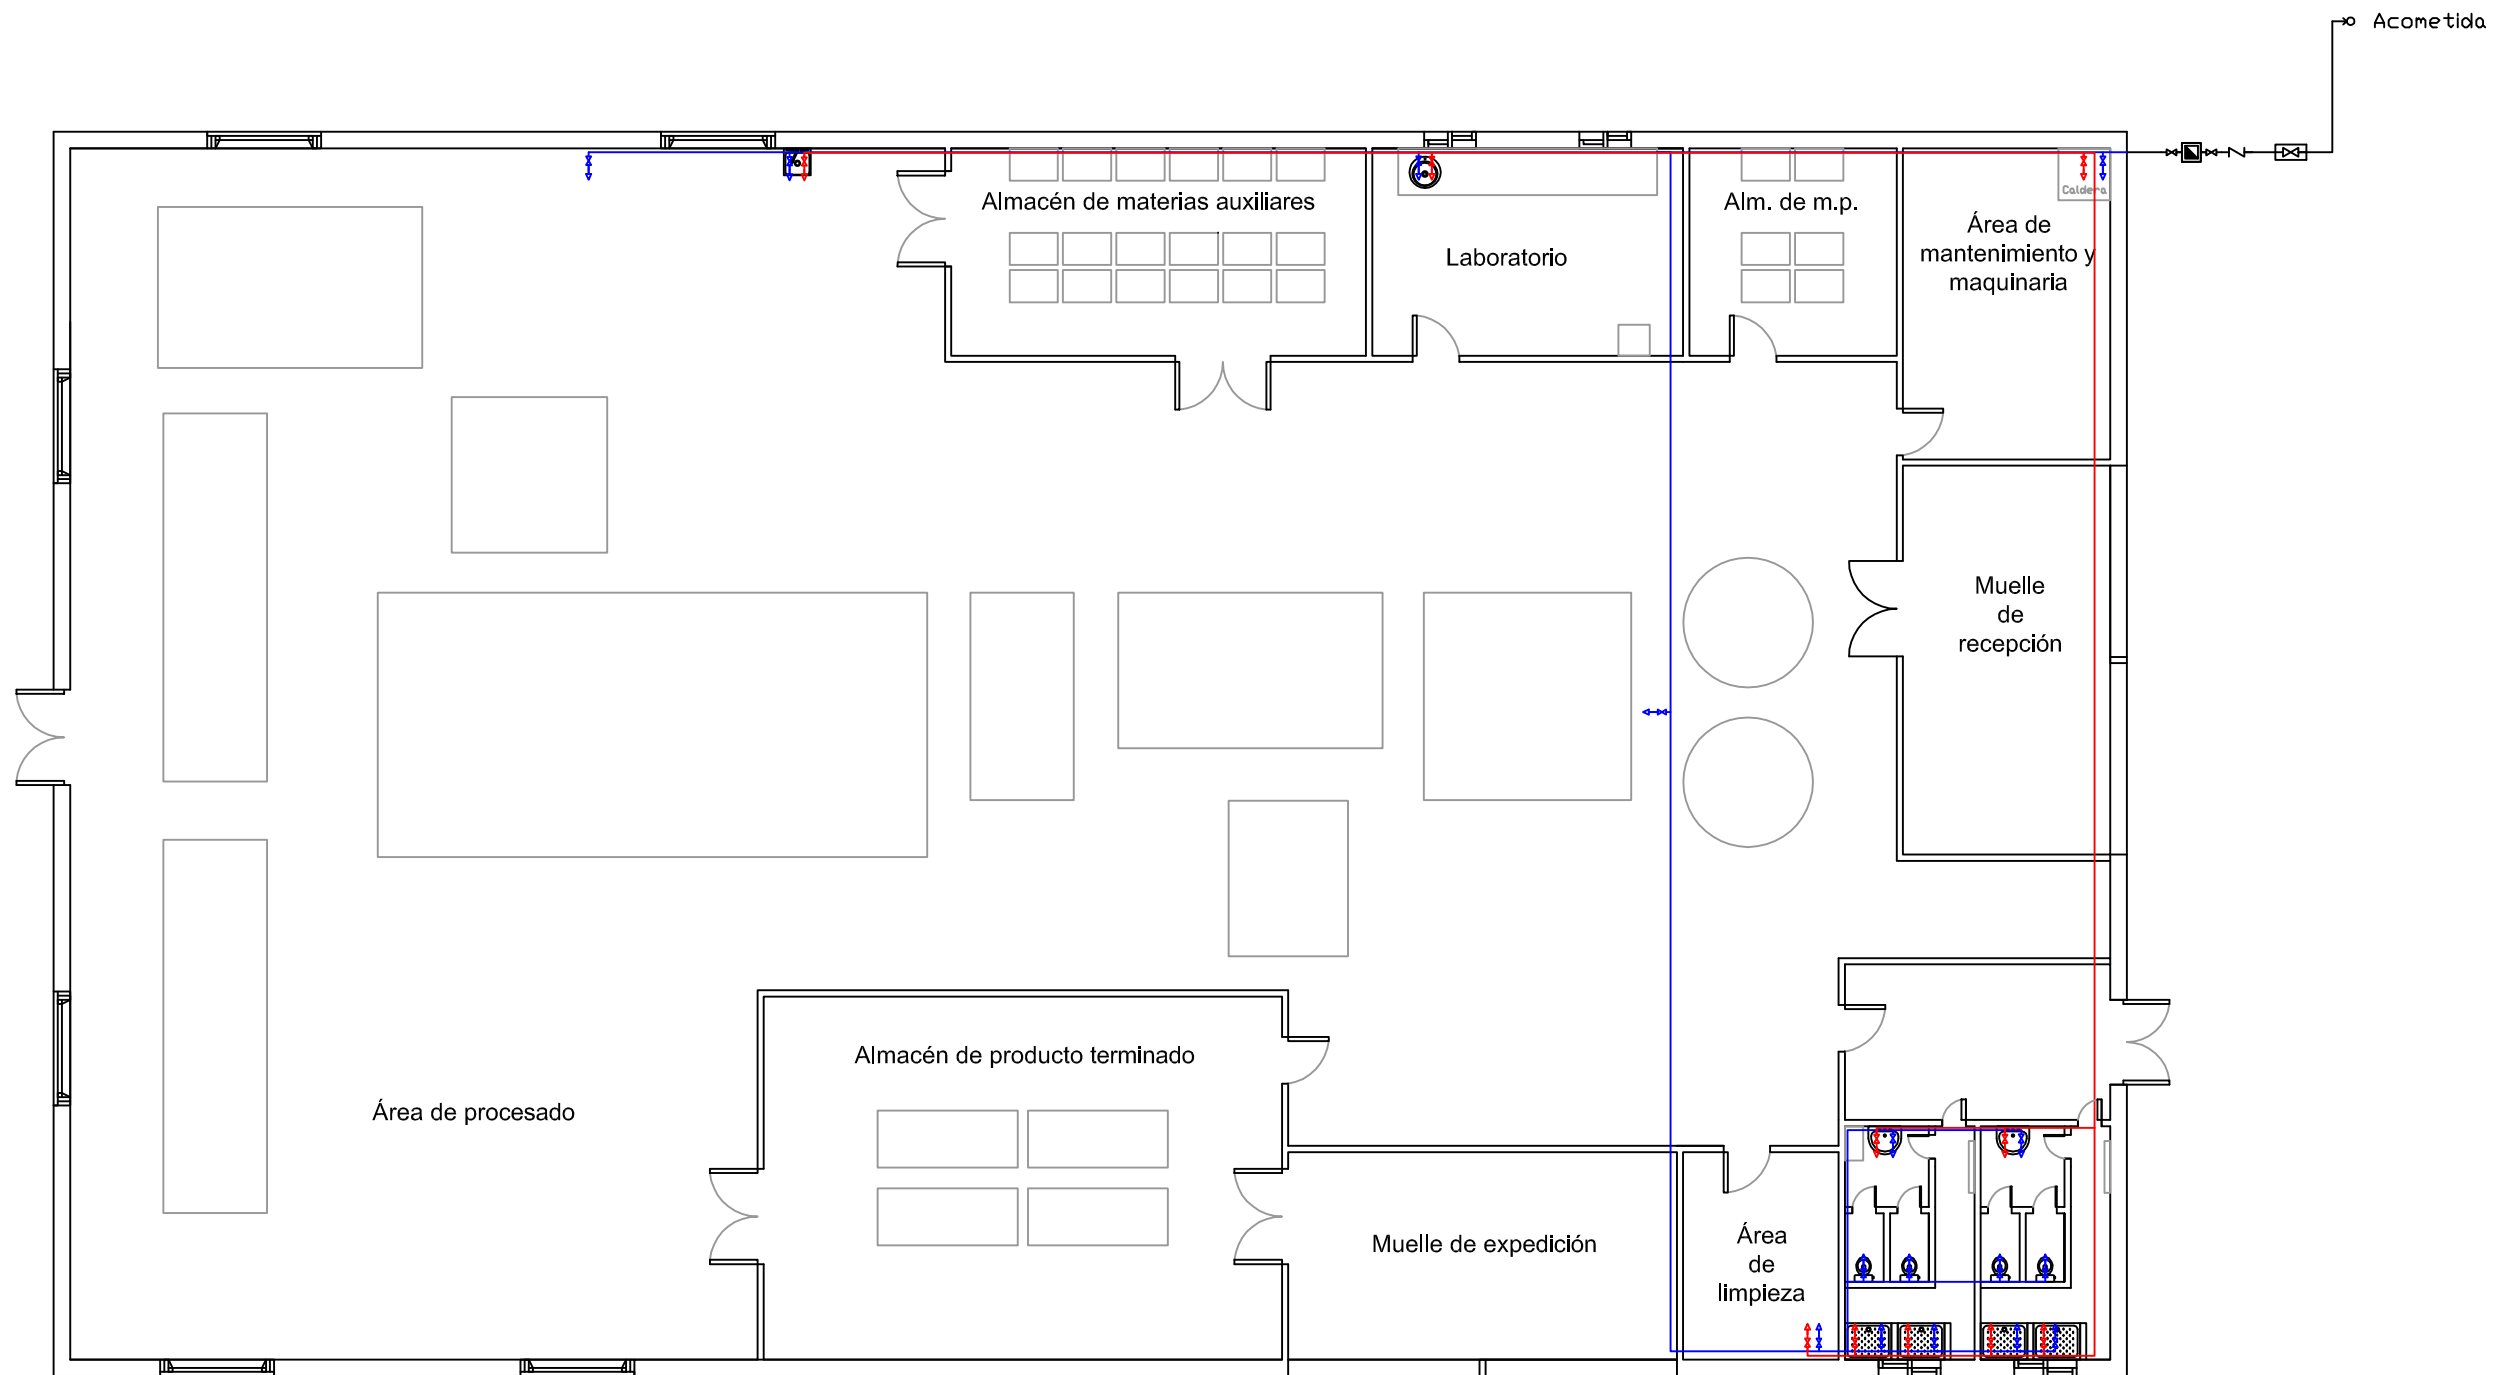 Acometida
Caldera
Almacén de materias auxiliares
Alm. de m.p.
Área de
mantenimiento y
maquinaria
Laboratorio
Muelle
de
recepción
Almacén de producto terminado
Área de procesado
Muelle de expedición
Área
de
limpieza